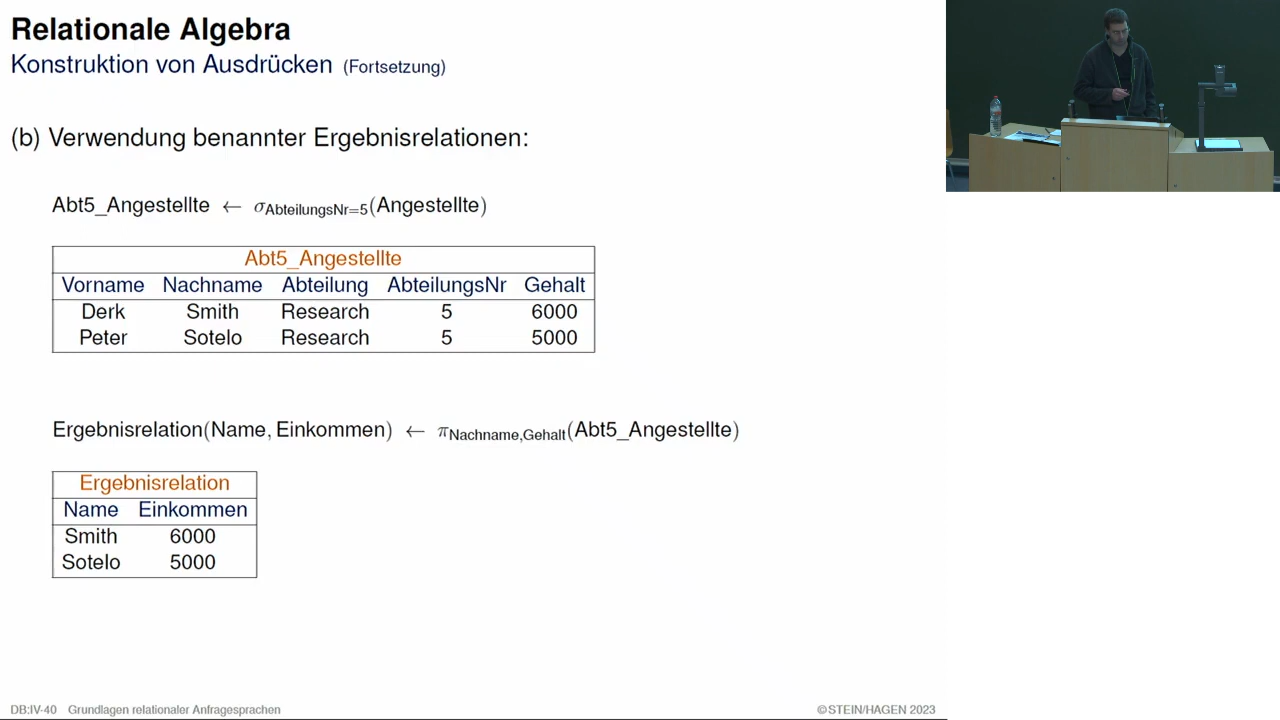 Relationale Algebra
Konstruktion von Ausdrücken (Fortsetzung)
(b) Verwendung benannter Ergebnisrelationen:
Abt5_Angestellte ← σAbteilungsNr=5(Angestellte)
Abt5_Angestellte
Vorname Nachname Abteilung AbteilungsNr Gehalt
Derk Smith Research 5 6000
Peter Sotelo Research 5 5000
Ergebnisrelation(Name, Einkommen) ← πNachname,Gehalt(Abt5_Angestellte)
Ergebnisrelation
Name Einkommen
Smith 6000
Sotelo 5000
DB:IV-40 Grundlagen relationaler Anfragesprachen ©STEIN/HAGEN 2023